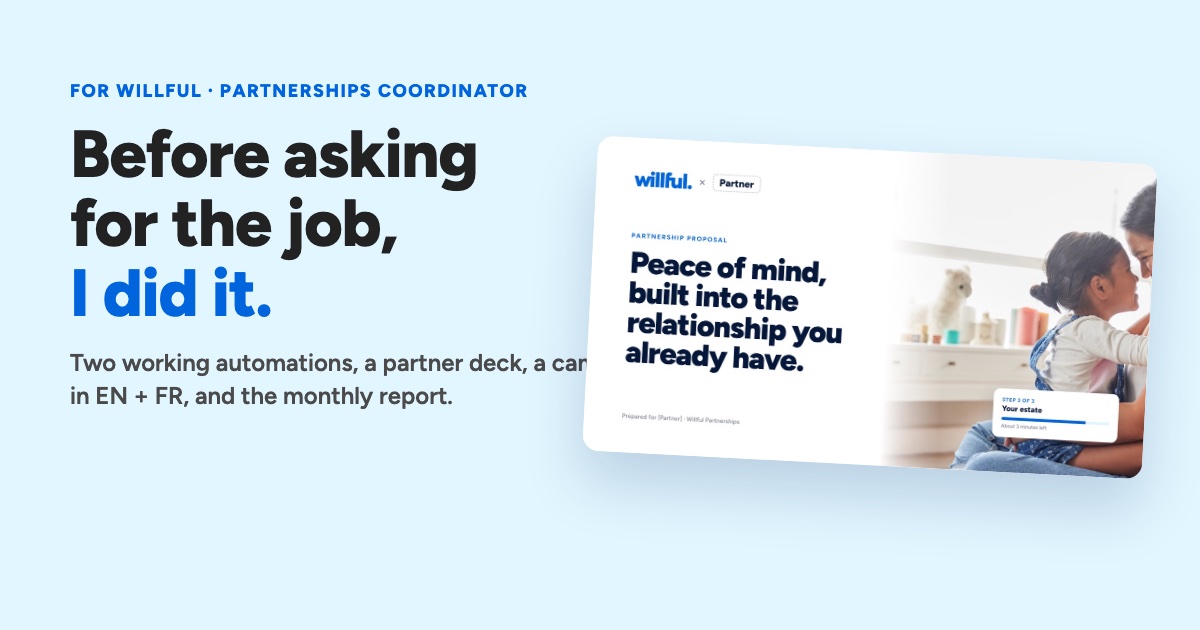 FOR WILLFUL · PARTNERSHIPS COORDINATOR
Before asking
for the job,
I did it.
Two working automations, a partner deck, a
in EN + FR, and the monthly report.
willful. × Partner
PARTNERSHIP PROPOSAL
Peace of mind,
built into the
relationship you
already have.
Prepared for [Partner] · Willful Partnerships
STEP 3 OF 3
Your estate
About 3 minutes left